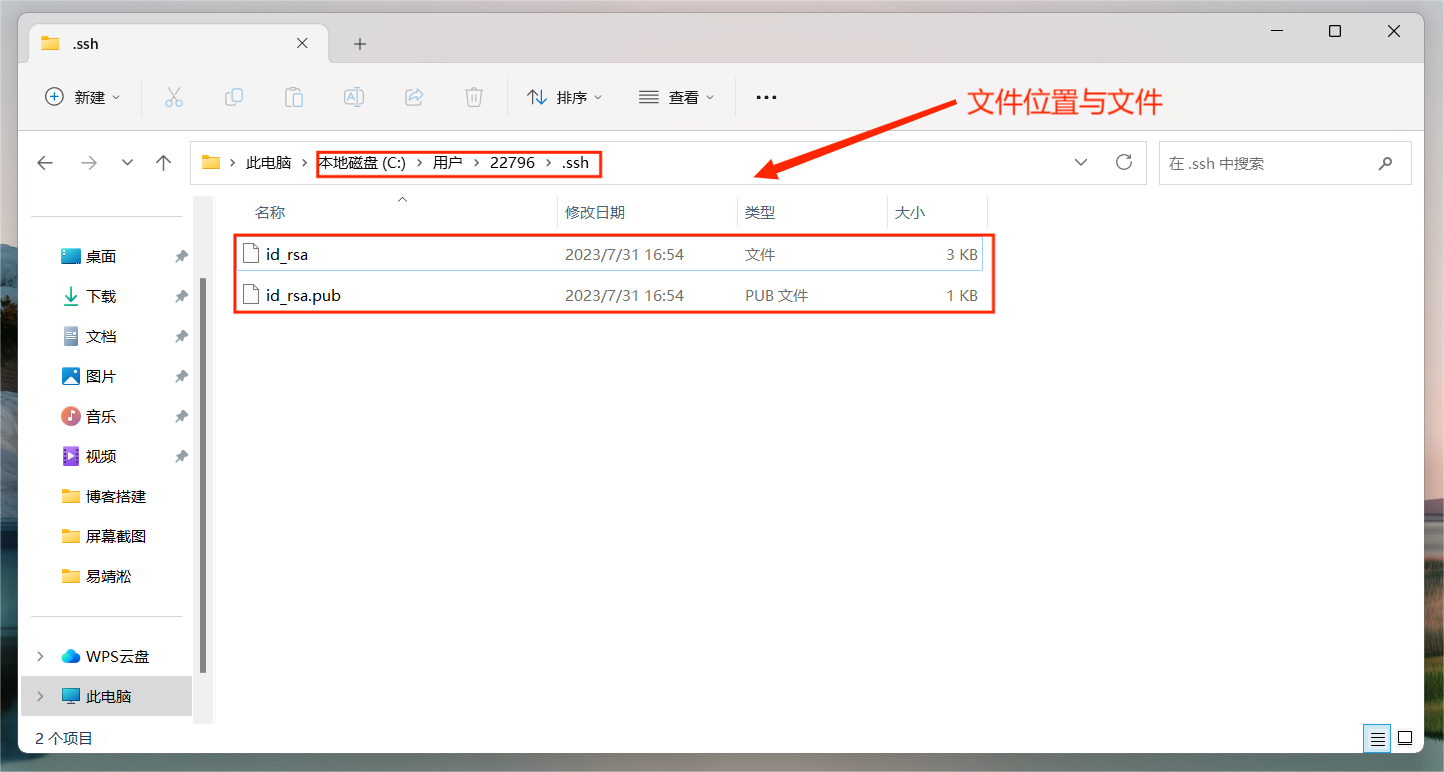 .ssh
新建
排序
查看
文件位置与文件
此电脑 本地磁盘 (C:) 用户 22796 .ssh
在 .ssh 中搜索
名称 修改日期 类型 大小
id_rsa 2023/7/31 16:54 文件 3 KB
id_rsa.pub 2023/7/31 16:54 PUB 文件 1 KB
桌面
下载
文档
图片
音乐
视频
博客搭建
屏幕截图
易靖淞
WPS云盘
此电脑
2 个项目